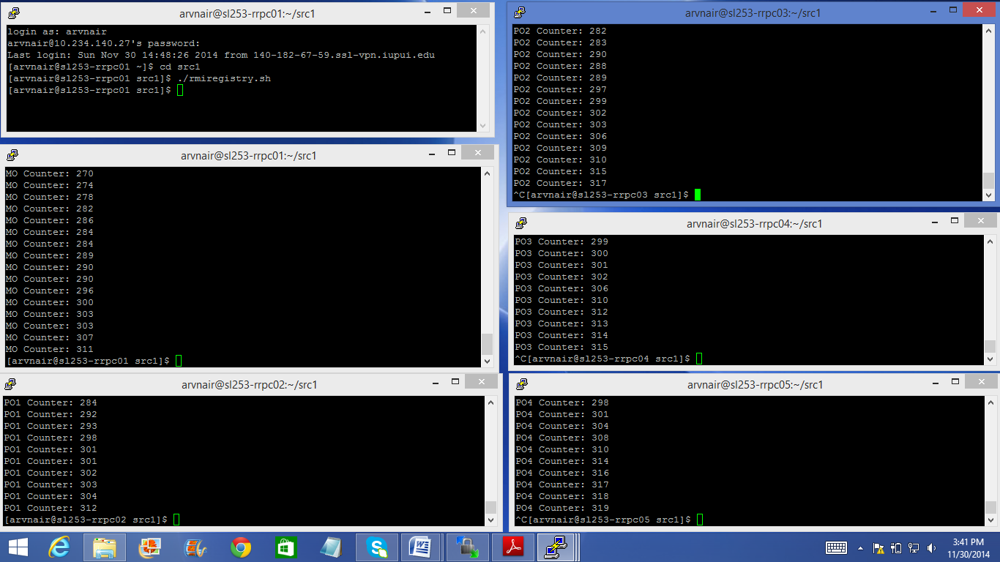 arvnair@sl253-rrpc01:~/src1
login as: arvnair
arvnair@10.234.140.27's password:
Last login: Sun Nov 30 14:48:26 2014 from 140-182-67-59.ssl-vpn.iupui.edu
[arvnair@sl253-rrpc01 ~]$ cd src1
[arvnair@sl253-rrpc01 src1]$ ./rmiregistry.sh
[arvnair@sl253-rrpc01 src1]$
arvnair@sl253-rrpc01:~/src1
MO Counter: 270
MO Counter: 274
MO Counter: 278
MO Counter: 282
MO Counter: 286
MO Counter: 284
MO Counter: 284
MO Counter: 289
MO Counter: 290
MO Counter: 290
MO Counter: 296
MO Counter: 300
MO Counter: 303
MO Counter: 303
MO Counter: 307
MO Counter: 311
[arvnair@sl253-rrpc01 src1]$
arvnair@sl253-rrpc02:~/src1
PO1 Counter: 284
PO1 Counter: 292
PO1 Counter: 293
PO1 Counter: 298
PO1 Counter: 301
PO1 Counter: 301
PO1 Counter: 302
PO1 Counter: 303
PO1 Counter: 304
PO1 Counter: 312
[arvnair@sl253-rrpc02 src1]$
arvnair@sl253-rrpc03:~/src1
PO2 Counter: 282
PO2 Counter: 283
PO2 Counter: 290
PO2 Counter: 288
PO2 Counter: 289
PO2 Counter: 297
PO2 Counter: 299
PO2 Counter: 302
PO2 Counter: 303
PO2 Counter: 306
PO2 Counter: 309
PO2 Counter: 310
PO2 Counter: 315
PO2 Counter: 317
^C[arvnair@sl253-rrpc03 src1]$
arvnair@sl253-rrpc04:~/src1
PO3 Counter: 299
PO3 Counter: 300
PO3 Counter: 301
PO3 Counter: 302
PO3 Counter: 306
PO3 Counter: 310
PO3 Counter: 312
PO3 Counter: 313
PO3 Counter: 314
PO3 Counter: 315
^C[arvnair@sl253-rrpc04 src1]$
arvnair@sl253-rrpc05:~/src1
PO4 Counter: 298
PO4 Counter: 301
PO4 Counter: 304
PO4 Counter: 308
PO4 Counter: 310
PO4 Counter: 314
PO4 Counter: 316
PO4 Counter: 317
PO4 Counter: 318
PO4 Counter: 319
^C[arvnair@sl253-rrpc05 src1]$
3:41 PM
11/30/2014